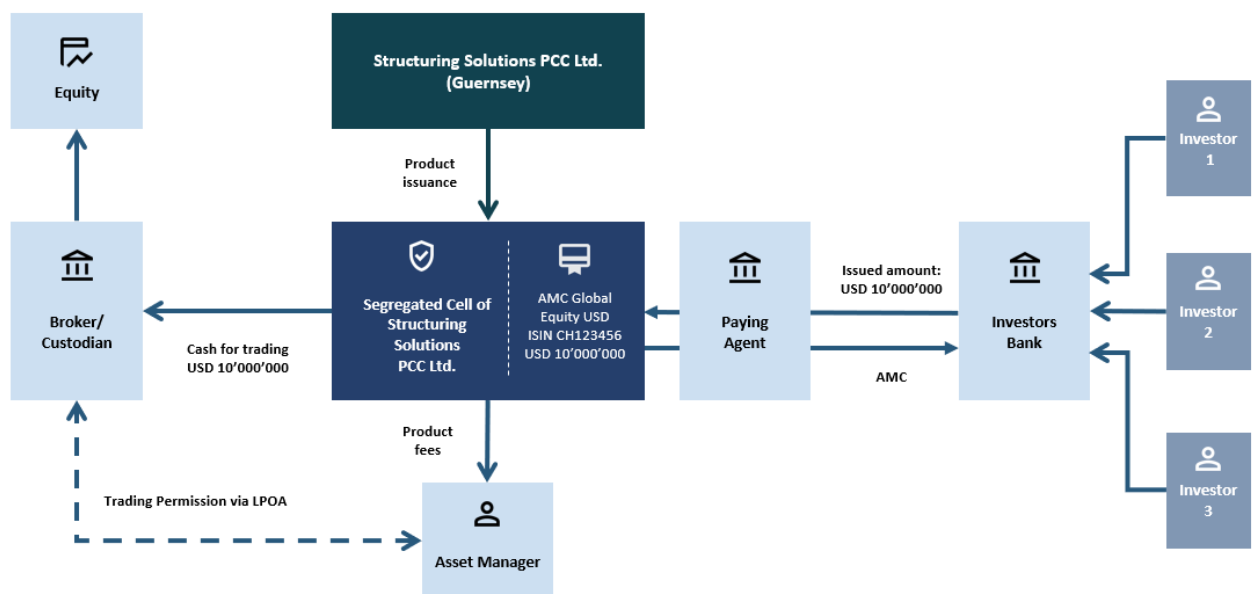 Equity
Structuring Solutions PCC Ltd.
(Guernsey)
Product
issuance
Investor
1
Broker/
Custodian
Cash for trading
USD 10’000’000
Segregated Cell of
Structuring
Solutions
PCC Ltd.
AMC Global
Equity USD
ISIN CH123456
USD 10’000’000
Paying
Agent
Issued amount:
USD 10’000’000
AMC
Investors
Bank
Investor
2
Product
fees
Trading Permission via LPOA
Asset Manager
Investor
3